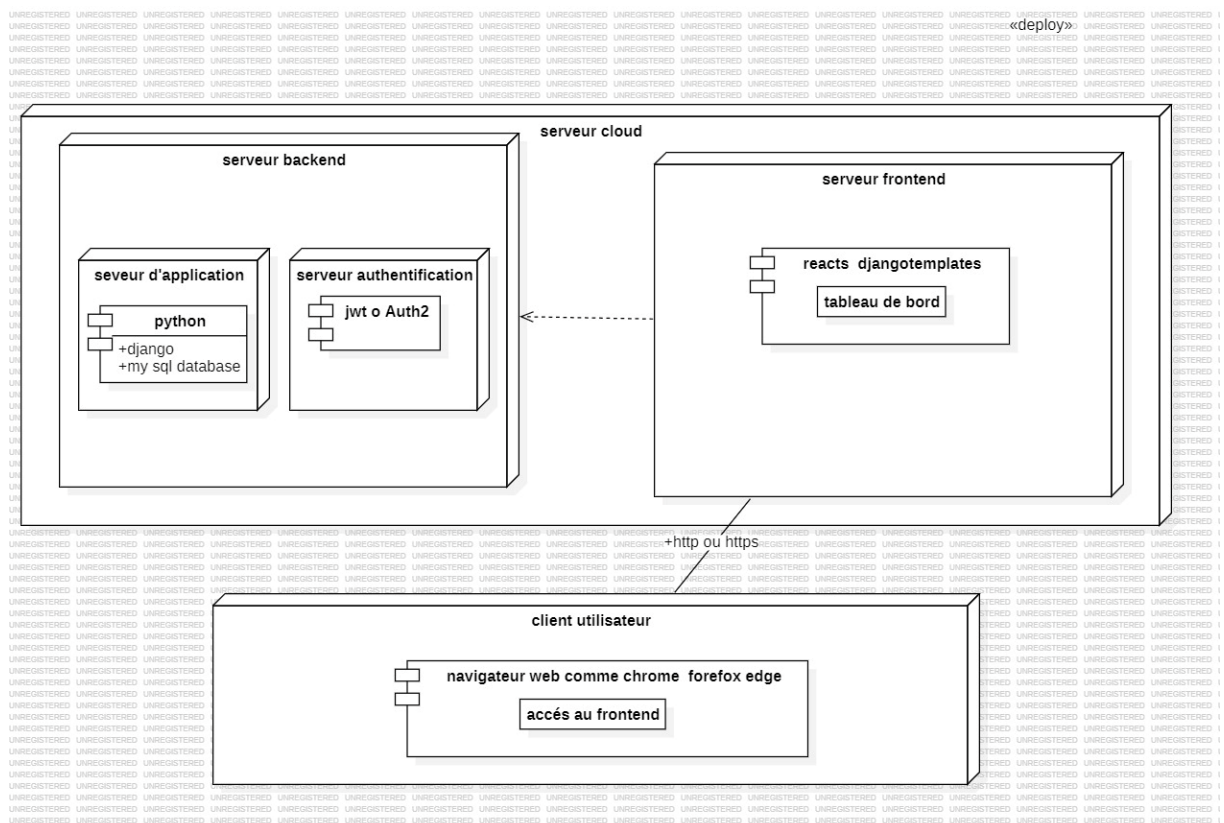 «deploy»
serveur cloud
serveur backend
serveur frontend
seveur d'application
serveur authentification
python
+django
+my sql database
jwt o Auth2
reacts  djangotemplates
tableau de bord
+http ou https
client utilisateur
navigateur web comme chrome  forefox edge
accés au frontend
UNREGISTERED